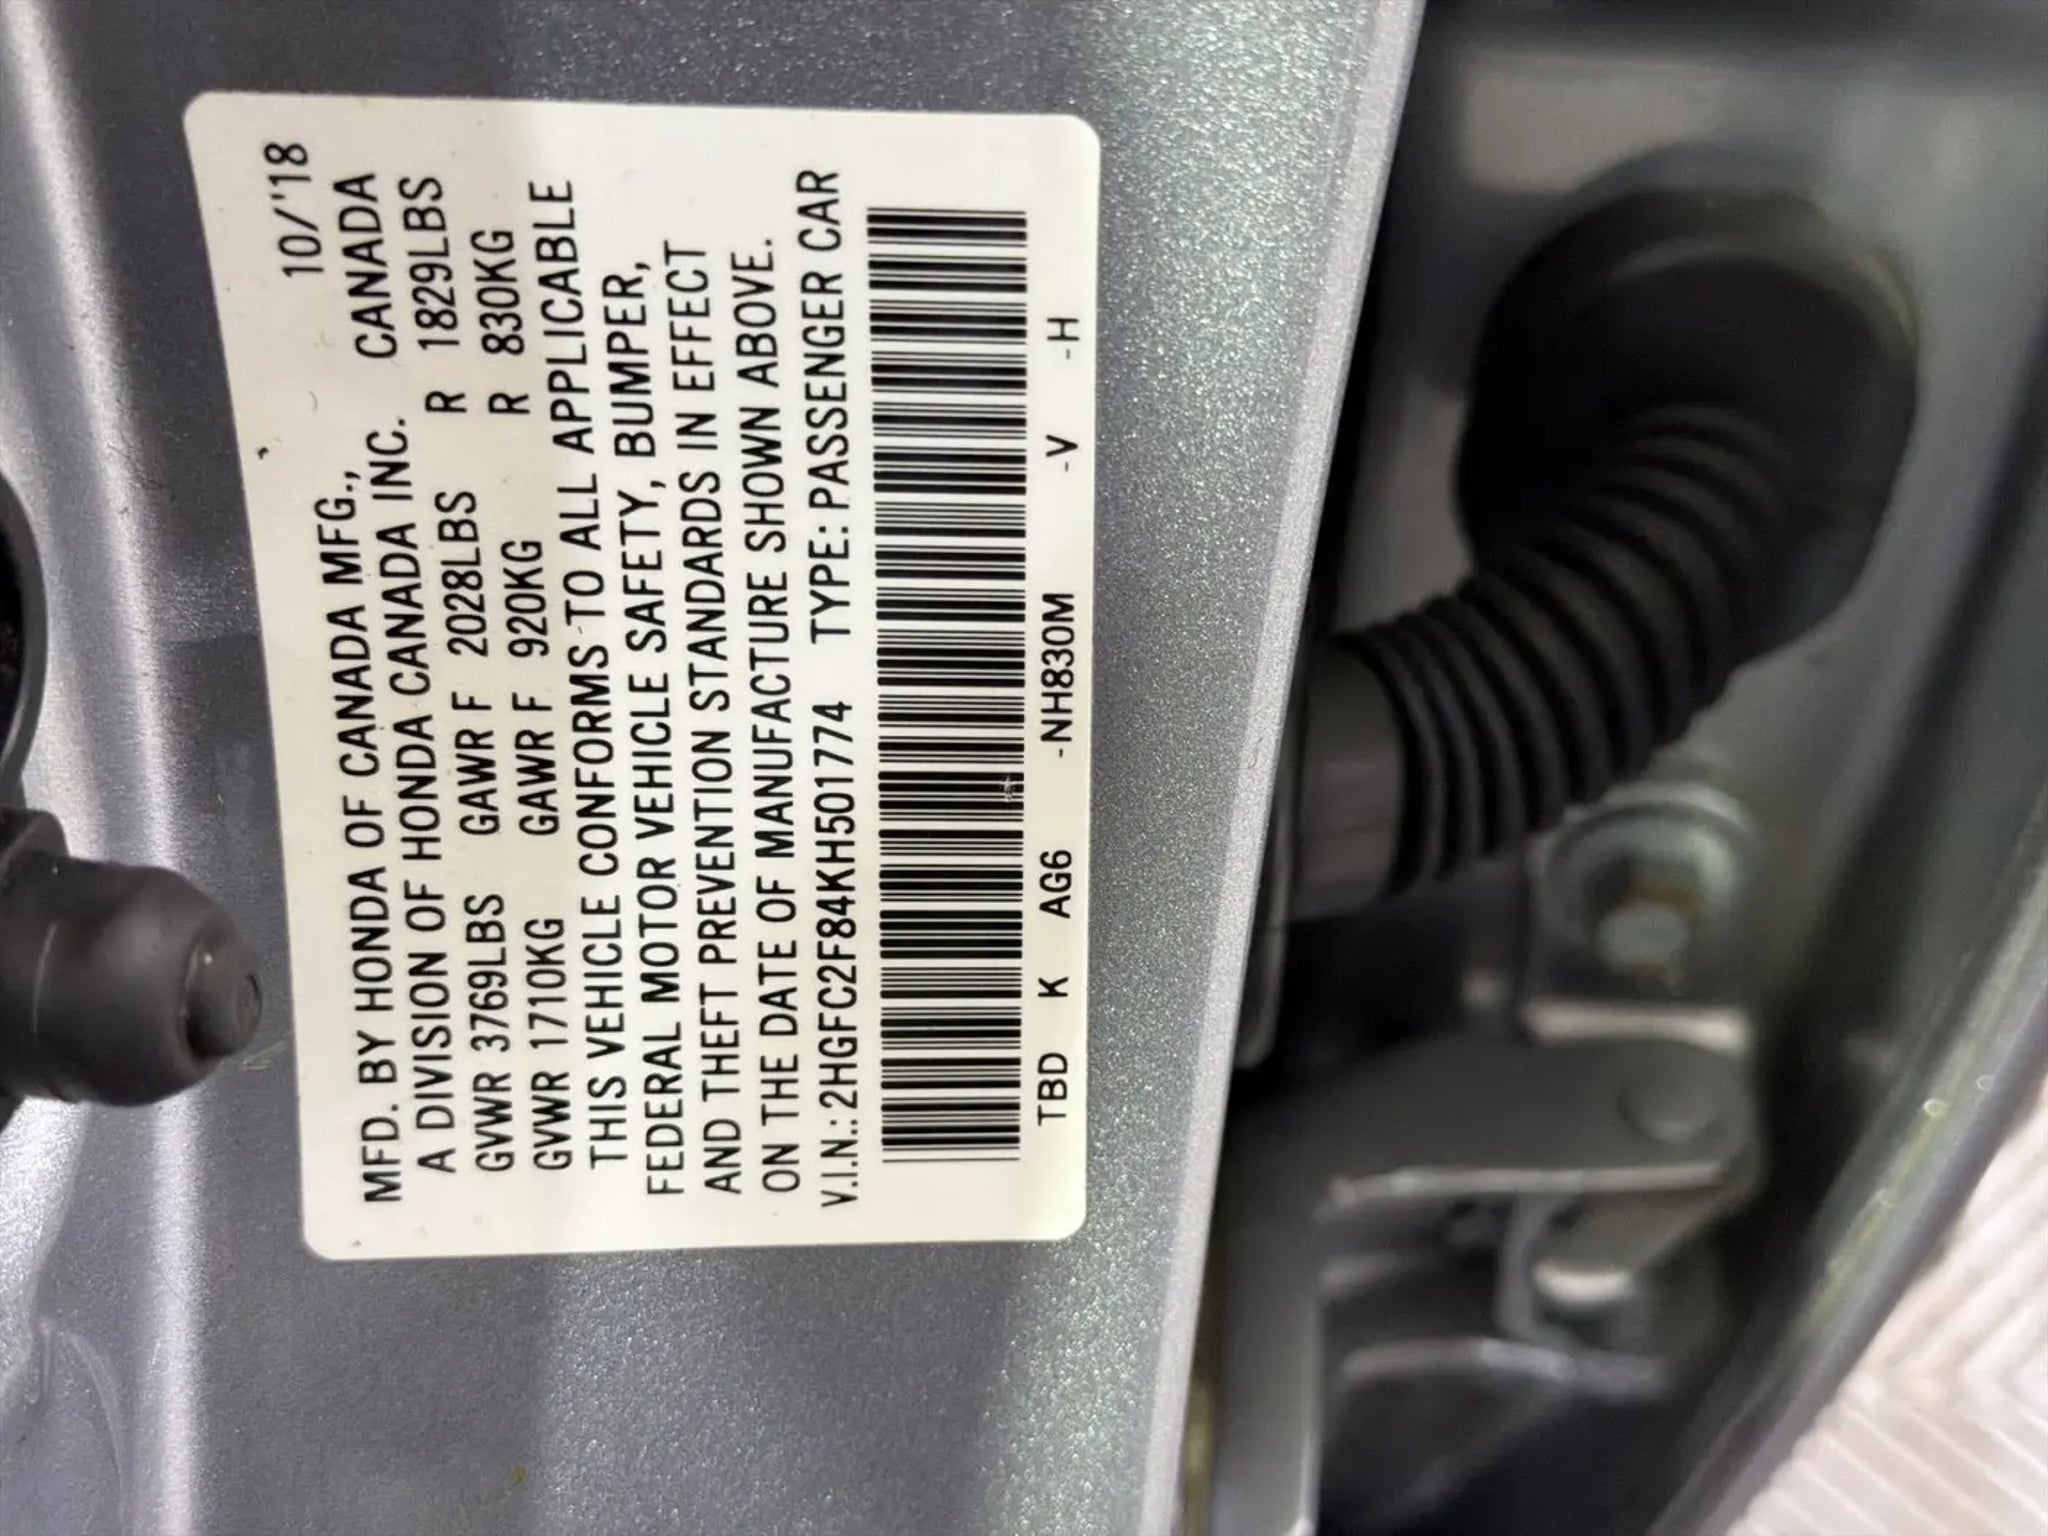 10/'18
MFD. BY HONDA OF CANADA MFG., CANADA
A DIVISION OF HONDA CANADA INC.
GVWR 3769LBS GAWR F 2028LBS R 1829LBS
GVWR 1710KG GAWR F 920KG R 830KG
THIS VEHICLE CONFORMS TO ALL APPLICABLE
FEDERAL MOTOR VEHICLE SAFETY, BUMPER,
AND THEFT PREVENTION STANDARDS IN EFFECT
ON THE DATE OF MANUFACTURE SHOWN ABOVE.
V.I.N.: 2HGFC2F84KH501774 TYPE: PASSENGER CAR
TBD K AG6 -NH830M -V -H